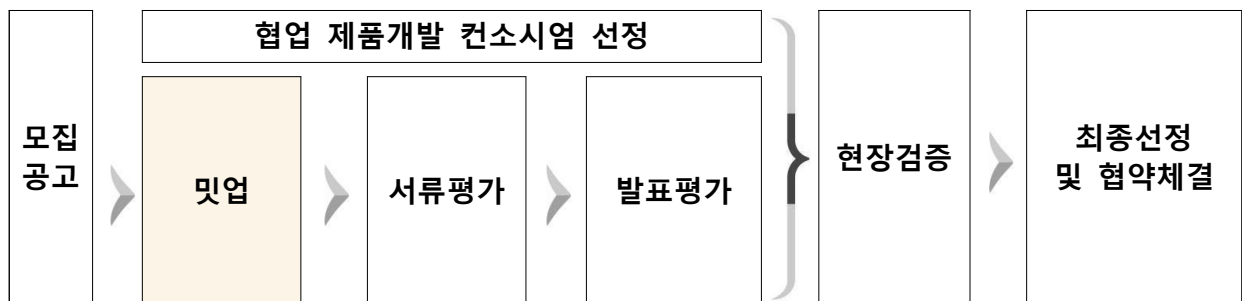 협업 제품개발 컨소시엄 선정
모집
공고
밋업
서류평가
발표평가
현장검증
최종선정
및 협약체결